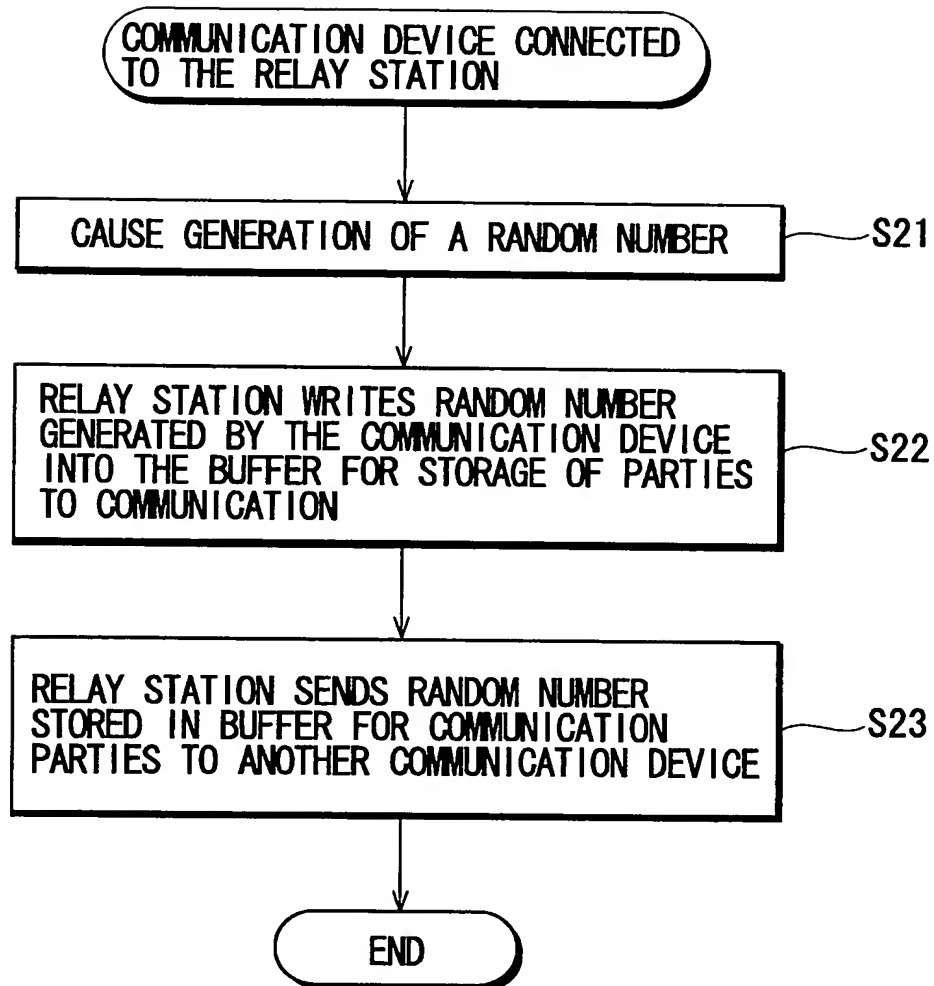 COMMUNICATION DEVICE CONNECTED
TO THE RELAY STATION
CAUSE GENERATION OF A RANDOM NUMBER
S21
RELAY STATION WRITES RANDOM NUMBER
GENERATED BY THE COMMUNICATION DEVICE
INTO THE BUFFER FOR STORAGE OF PARTIES
TO COMMUNICATION
S22
RELAY STATION SENDS RANDOM NUMBER
STORED IN BUFFER FOR COMMUNICATION
PARTIES TO ANOTHER COMMUNICATION DEVICE
S23
END